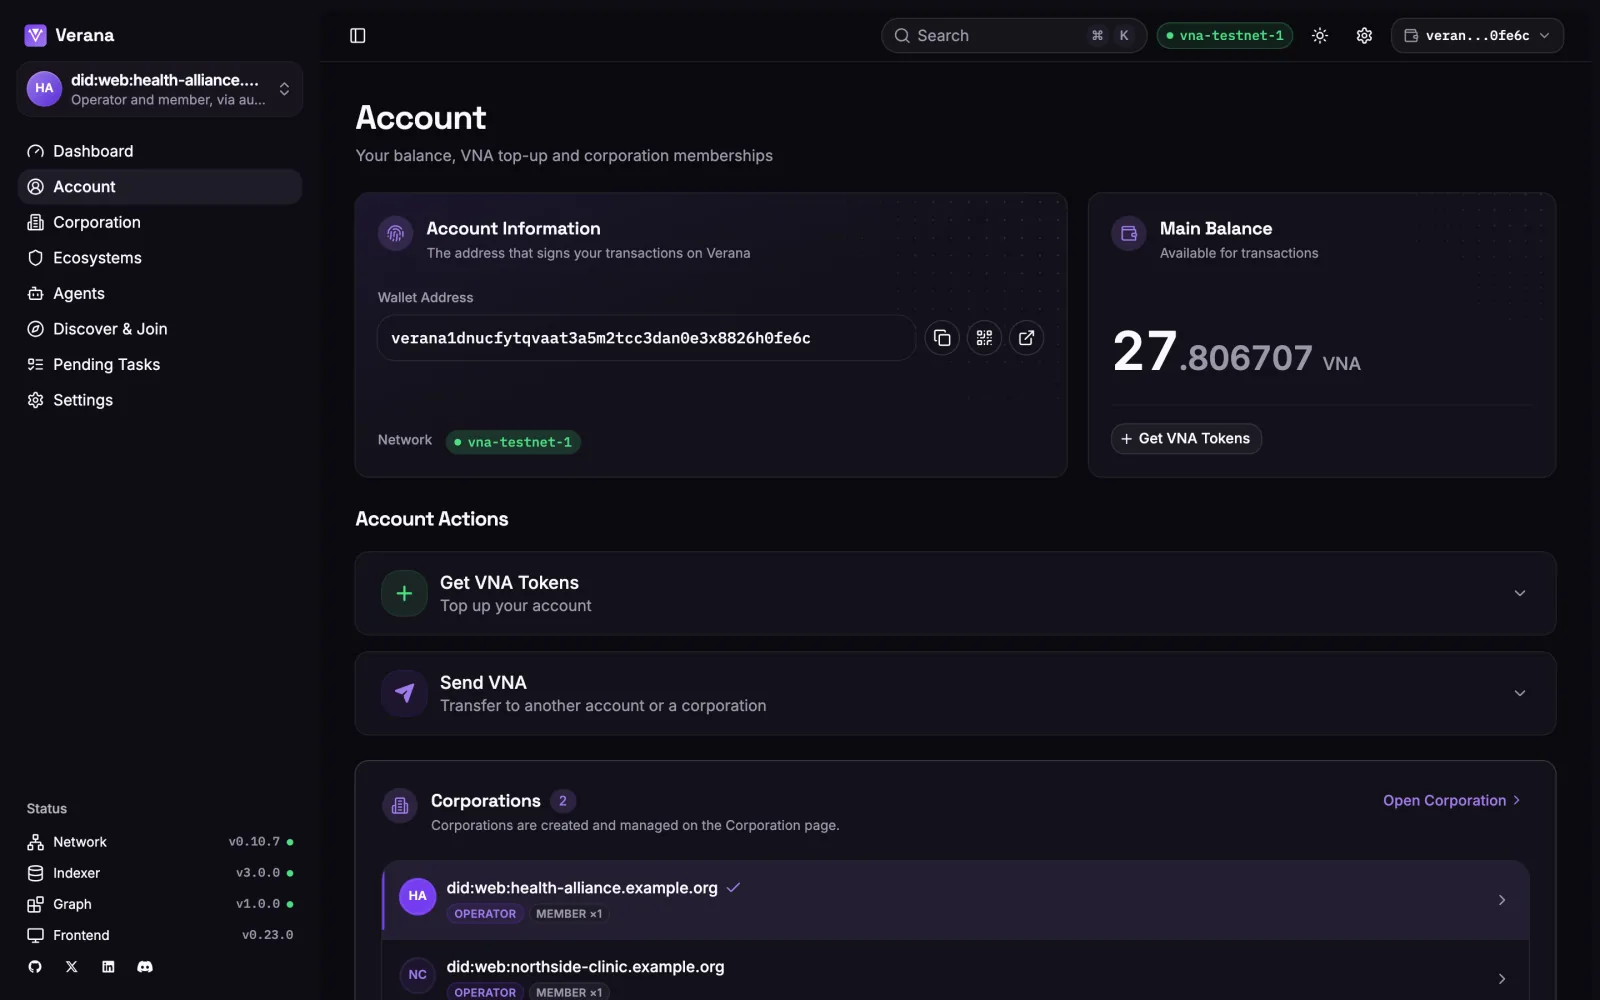 Verana
HA
did:web:health-alliance....
Operator and member, via au...
Dashboard
Account
Corporation
Ecosystems
Agents
Discover & Join
Pending Tasks
Settings
Status
Network v0.10.7
Indexer v3.0.0
Graph v1.0.0
Frontend v0.23.0
Search ⌘ K
vna-testnet-1
veran...0fe6c
Account
Your balance, VNA top-up and corporation memberships
Account Information
The address that signs your transactions on Verana
Wallet Address
verana1dnucfytqvaat3a5m2tcc3dan0e3x8826h0fe6c
Network vna-testnet-1
Main Balance
Available for transactions
27.806707 VNA
+ Get VNA Tokens
Account Actions
Get VNA Tokens
Top up your account
Send VNA
Transfer to another account or a corporation
Corporations 2
Corporations are created and managed on the Corporation page.
Open Corporation
HA
did:web:health-alliance.example.org
OPERATOR MEMBER ×1
NC
did:web:northside-clinic.example.org
OPERATOR MEMBER ×1